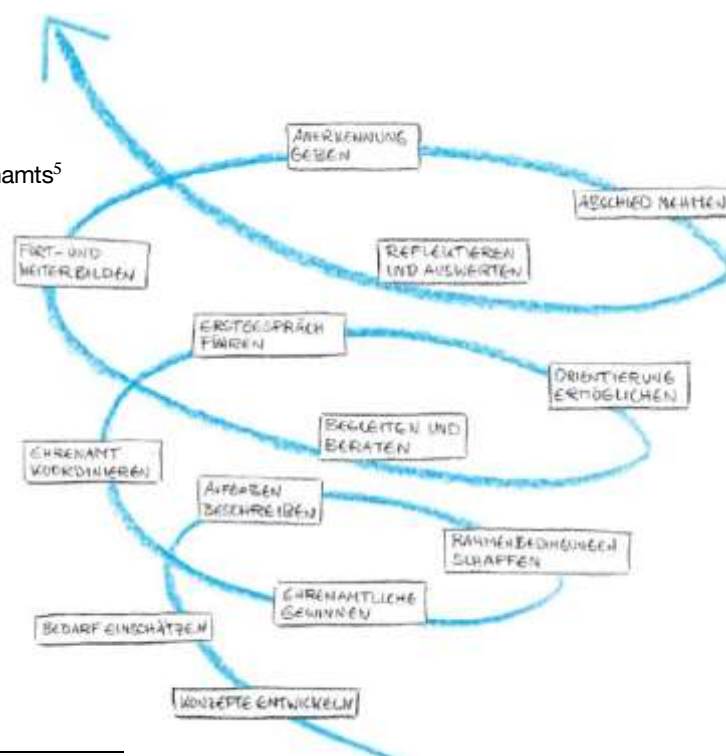 ANERKENNUNG
GEBEN
namts⁵
ABSCHIED NEHMEN
FORT- UND
WEITERBILDEN
REFLEKTIEREN
UND AUSWERTEN
ERSTGESPRÄCH
FÜHREN
ORIENTIERUNG
ERMÖGLICHEN
BEGLEITEN UND
BERATEN
EHRENAMT
KOORDINIEREN
AUFGABEN
BESCHREIBEN
RAHMENBEDINGUNGEN
SCHAFFEN
EHRENAMTLICHE
GEWINNEN
BEDARF EINSCHÄTZEN
KONZEPTE ENTWICKELN